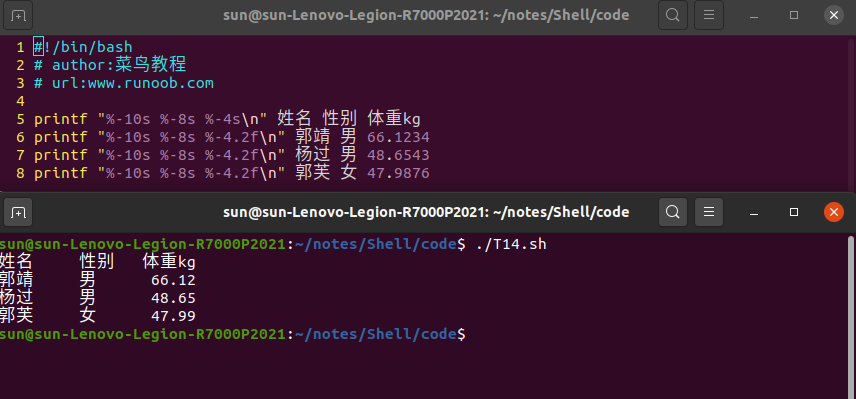 sun@sun-Lenovo-Legion-R7000P2021: ~/notes/Shell/code
1 #!/bin/bash
2 # author:菜鸟教程
3 # url:www.runoob.com
4
5 printf "%-10s %-8s %-4s\n" 姓名 性别 体重kg
6 printf "%-10s %-8s %-4.2f\n" 郭靖 男 66.1234
7 printf "%-10s %-8s %-4.2f\n" 杨过 男 48.6543
8 printf "%-10s %-8s %-4.2f\n" 郭芙 女 47.9876
sun@sun-Lenovo-Legion-R7000P2021: ~/notes/Shell/code
sun@sun-Lenovo-Legion-R7000P2021:~/notes/Shell/code$ ./T14.sh
姓名 性别 体重kg
郭靖 男 66.12
杨过 男 48.65
郭芙 女 47.99
sun@sun-Lenovo-Legion-R7000P2021:~/notes/Shell/code$